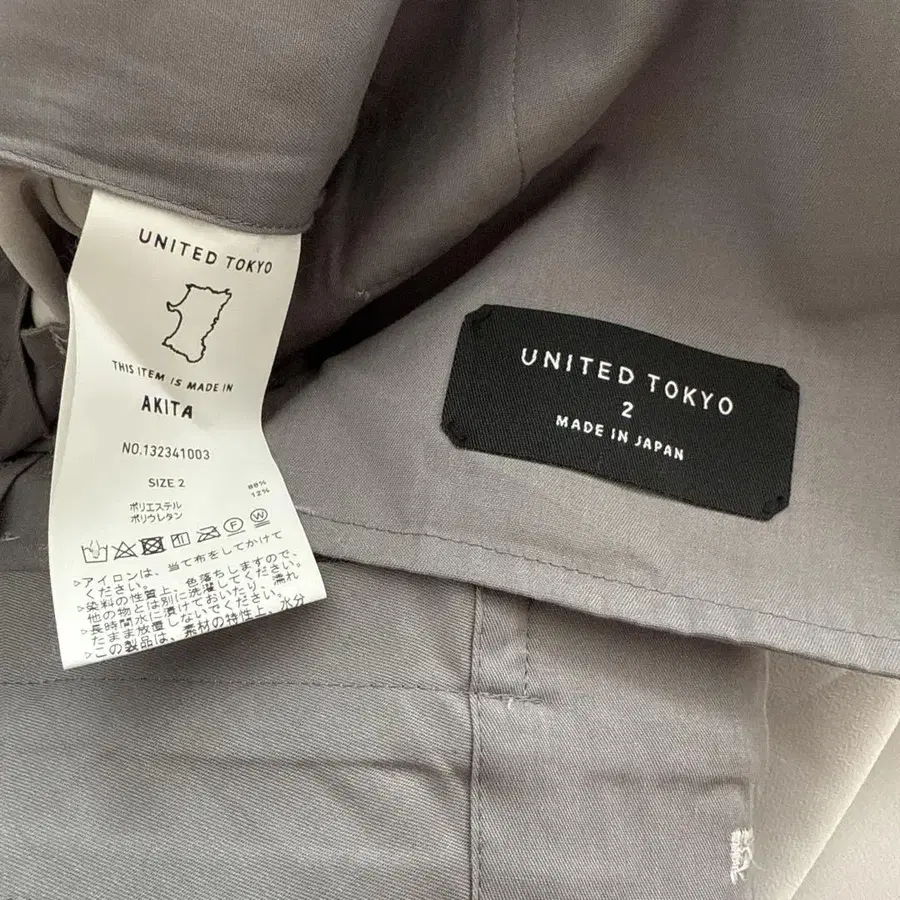 UNITED TOKYO
THIS ITEM IS MADE IN
AKITA
NO.132341003
SIZE 2
ポリエステル 88%
ポリウレタン 12%
F W
▷アイロンは、当て布をしてかけて
ください。
▷染料の性質上、色落ちしますので、
他の物とは別に洗濯してください。
▷長時間水に漬けておいたり、濡れ
たまま放置しないでください。
▷この製品は、素材の特性上、水分
UNITED TOKYO
2
MADE IN JAPAN